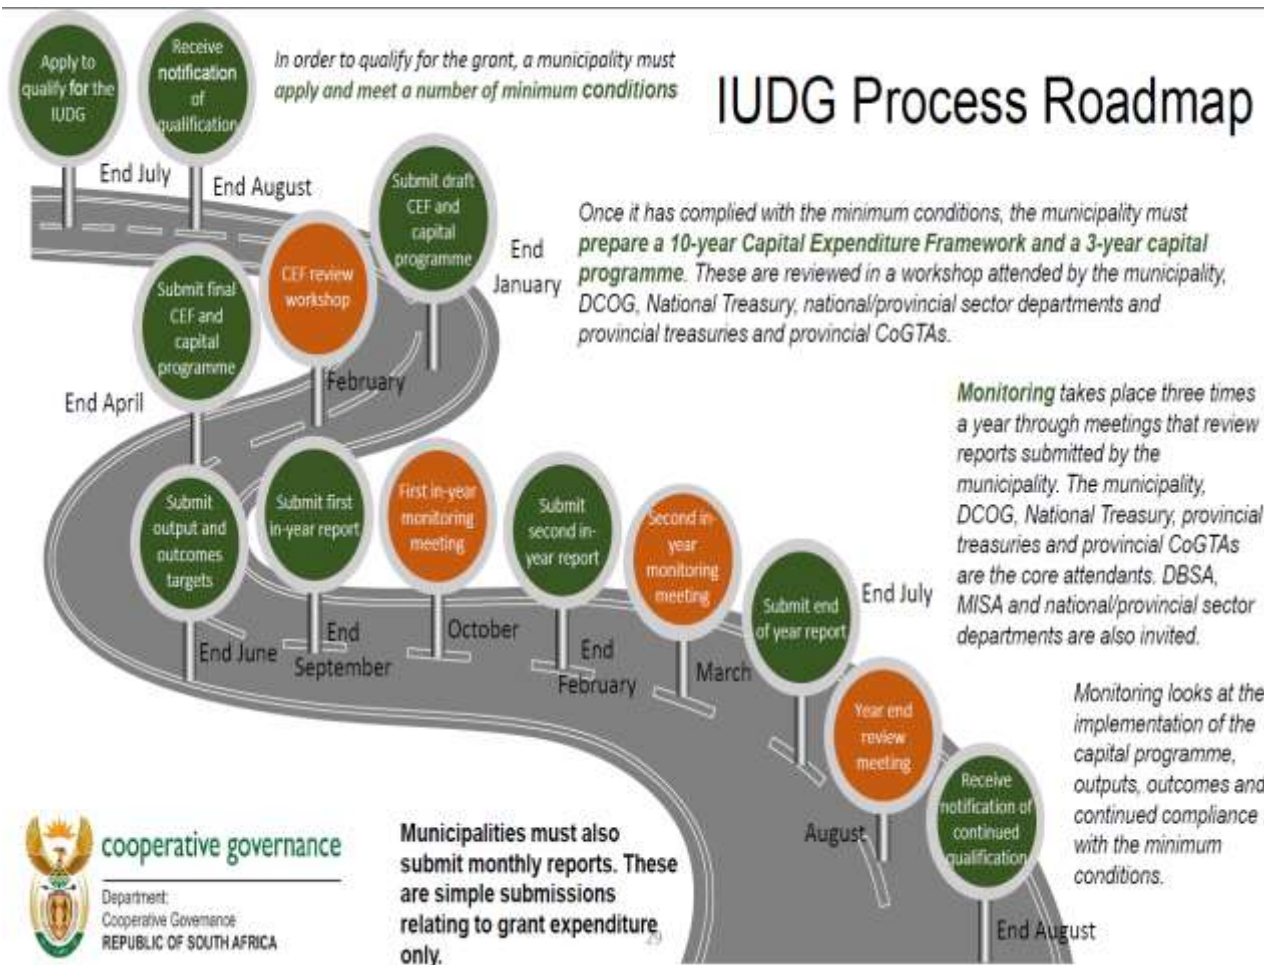 IUDG Process Roadmap
Apply to
qualify for the
IUDG
End July
Receive
notification
of
qualification
End August
In order to qualify for the grant, a municipality must
apply and meet a number of minimum conditions
Submit draft
CEF and
capital
programme
End
January
Once it has complied with the minimum conditions, the municipality must
prepare a 10-year Capital Expenditure Framework and a 3-year capital
programme. These are reviewed in a workshop attended by the municipality,
DCOG, National Treasury, national/provincial sector departments and
provincial treasuries and provincial CoGTAs.
CEF review
workshop
February
Submit final
CEF and
capital
programme
End April
Submit
output and
outcomes
targets
End June
Submit first
in-year report
End
September
First in-year
monitoring
meeting
October
Submit
second in-
year report
End
February
Second in-
year
monitoring
meeting
March
Submit end
of year report
End July
Year end
review
meeting
August
Receive
notification of
continued
qualification
End August
Monitoring takes place three times
a year through meetings that review
reports submitted by the
municipality. The municipality,
DCOG, National Treasury, provincial
treasuries and provincial CoGTAs
are the core attendants. DBSA,
MISA and national/provincial sector
departments are also invited.
Monitoring looks at the
implementation of the
capital programme,
outputs, outcomes and
continued compliance
with the minimum
conditions.
cooperative governance
Department:
Cooperative Governance
REPUBLIC OF SOUTH AFRICA
Municipalities must also
submit monthly reports. These
are simple submissions
relating to grant expenditure
only.
29